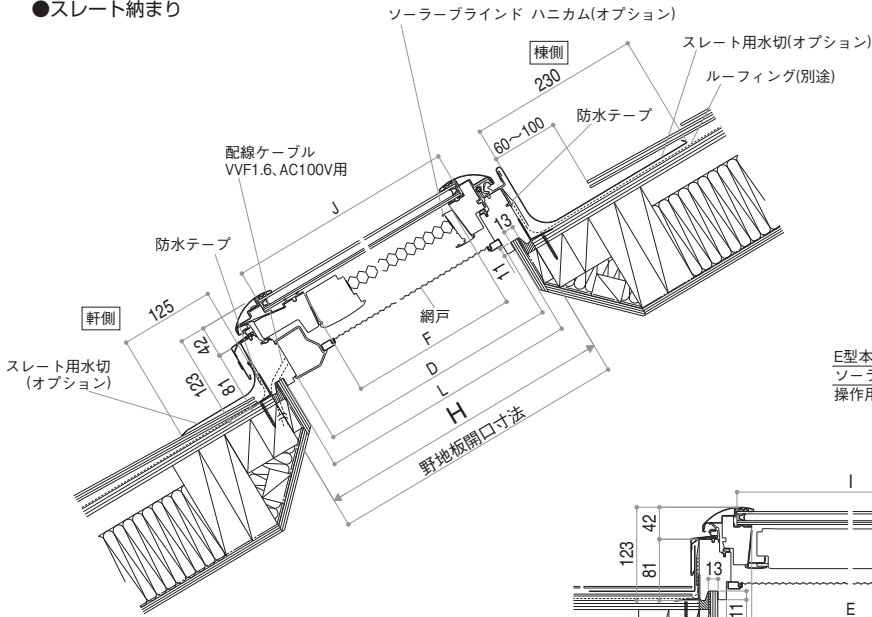 ●スレート納まり
ソーラーブラインド ハニカム(オプション)
棟側
スレート用水切(オプション)
230
ルーフィング(別途)
防水テープ
60～100
配線ケーブル
VVF1.6、AC100V用
J
13
防水テープ
11
125
網戸
軒側
42
F
スレート用水切
(オプション)
123
81
D
L
H
野地板開口寸法
E型本
ソーラ
操作用
I
42
123
81
13
11
E